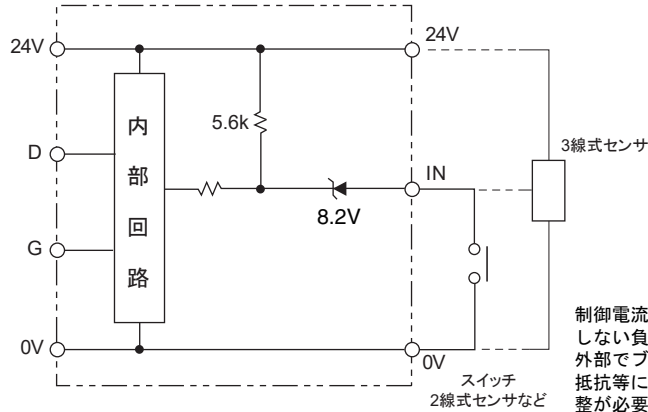 24V
24V
5.6k
3線式センサ
D
内部回路
IN
8.2V
G
0V
0V
スイッチ
2線式センサなど
制御電流
しない負
外部でブ
抵抗等に
整が必要